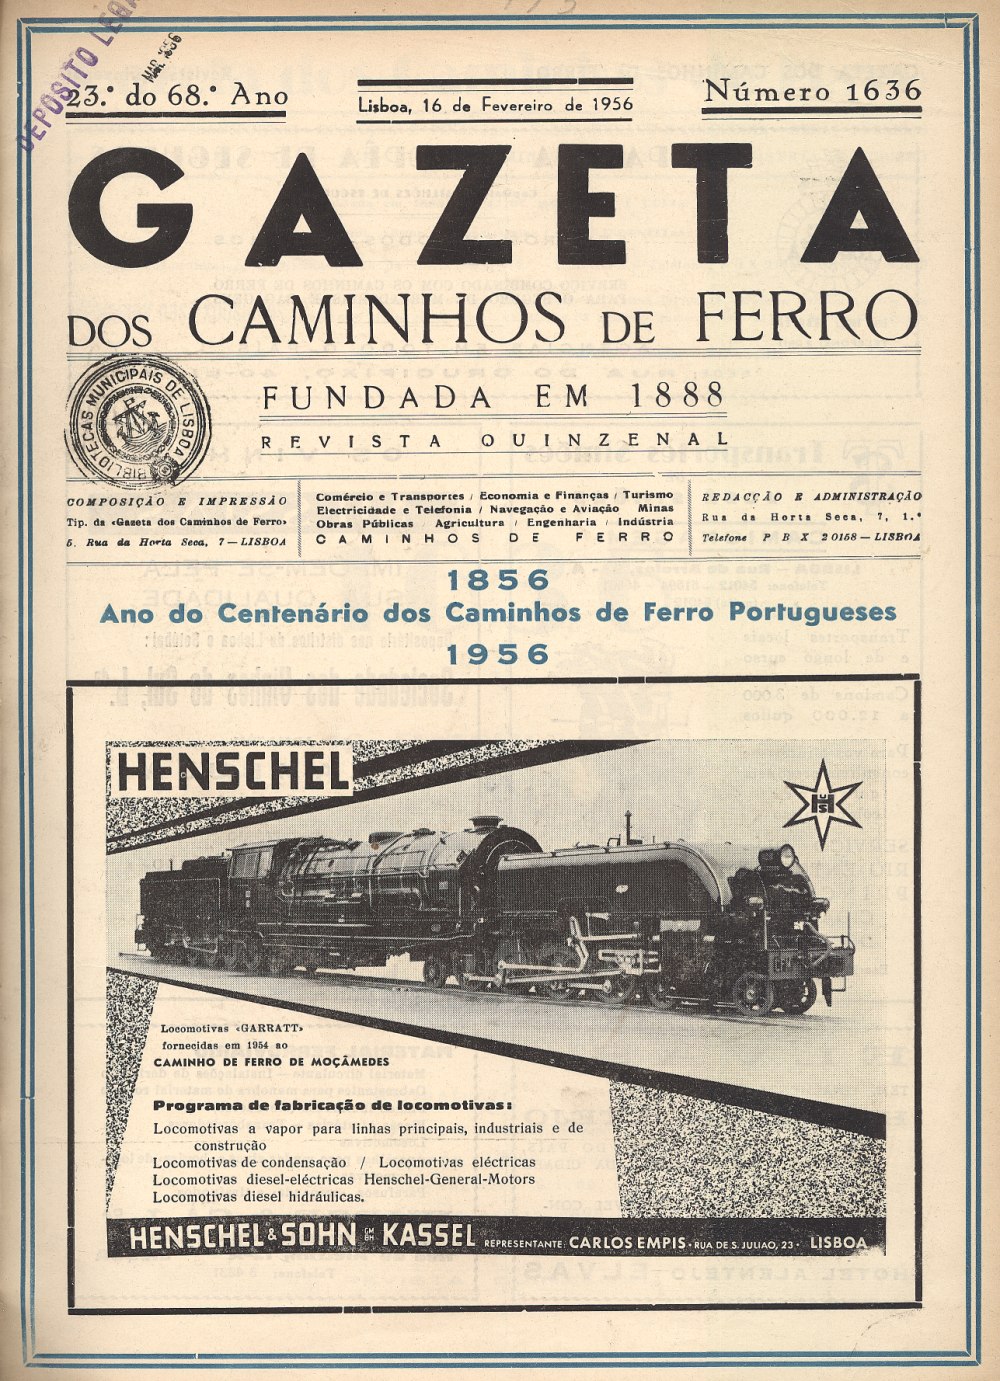 DEPOSITO LEGAL
MAR. 1956
23.º do 68.º Ano
Lisboa, 16 de Fevereiro de 1956
Número 1636
GAZETA
DOS CAMINHOS DE FERRO
FUNDADA EM 1888
REVISTA QUINZENAL
BIBLIOTECAS MUNICIPAIS DE LISBOA
COMPOSIÇÃO E IMPRESSÃO
Tip. da «Gazeta dos Caminhos de Ferro»
5, Rua da Horta Seca, 7 — LISBOA
Comércio e Transportes / Economia e Finanças / Turismo
Electricidade e Telefonia / Navegação e Aviação Minas
Obras Públicas Agricultura / Engenharia / Indústria
CAMINHOS DE FERRO
REDACÇÃO E ADMINISTRAÇÃO
Rua da Horta Seca, 7, 1.º
Telefone P B X 20158 — LISBOA
1856
Ano do Centenário dos Caminhos de Ferro Portugueses
1956
HENSCHEL
Locomotivas «GARRATT»
fornecidas em 1954 ao
CAMINHO DE FERRO DE MOÇÂMEDES
Programa de fabricação de locomotivas:
Locomotivas a vapor para linhas principais, industriais e de
construção
Locomotivas de condensação / Locomotivas eléctricas
Locomotivas diesel-eléctricas Henschel-General-Motors
Locomotivas diesel hidráulicas.
HENSCHEL & SOHN GMBH KASSEL REPRESENTANTE: CARLOS EMPIS · RUA DE S. JULIAO, 23 · LISBOA